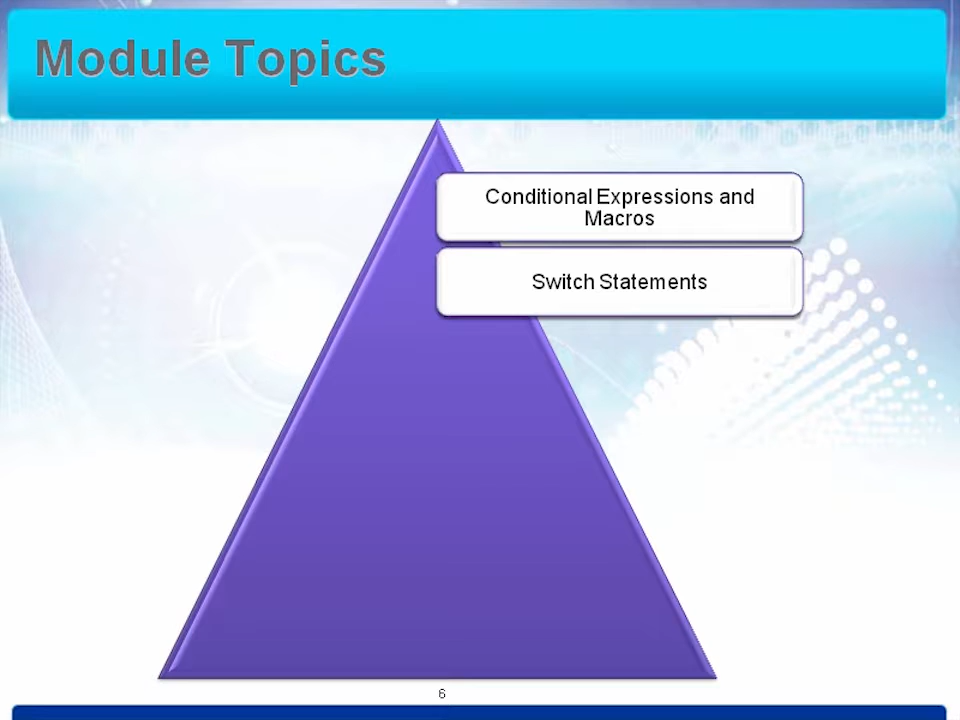 Module Topics
Conditional Expressions and
Macros
Switch Statements
6